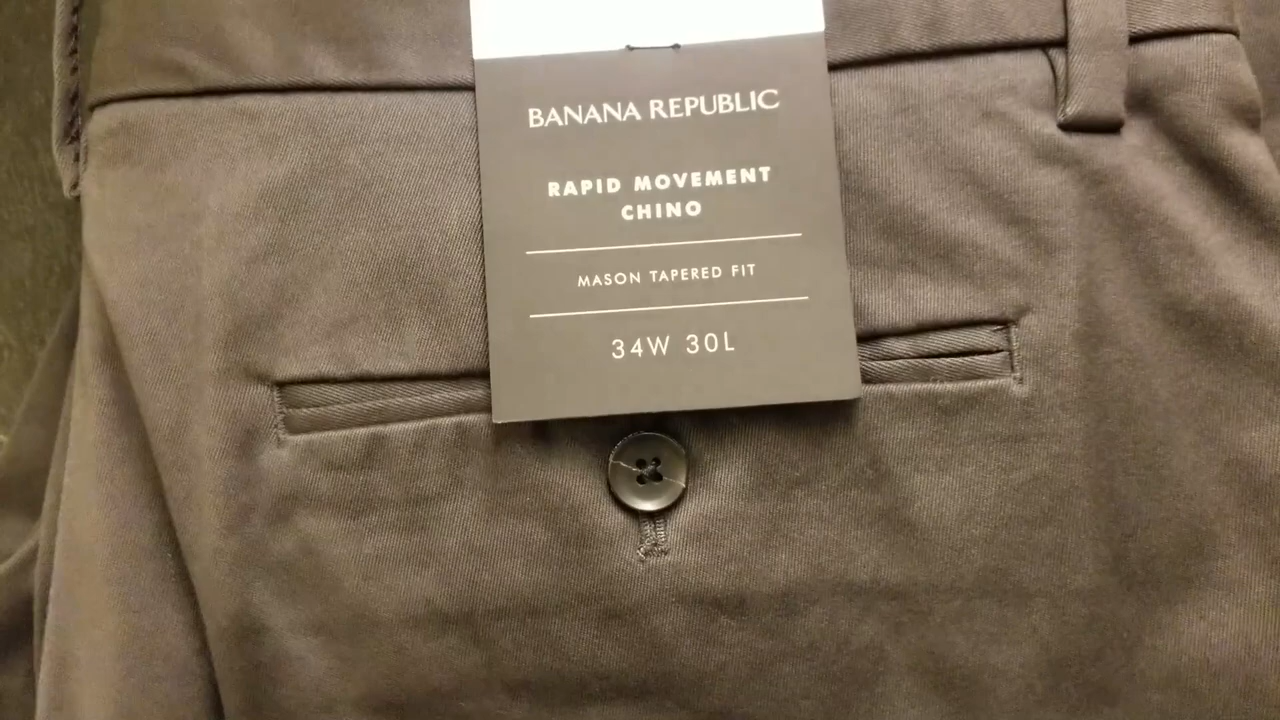 BANANA REPUBLIC
RAPID MOVEMENT
CHINO
MASON TAPERED FIT
34W 30L